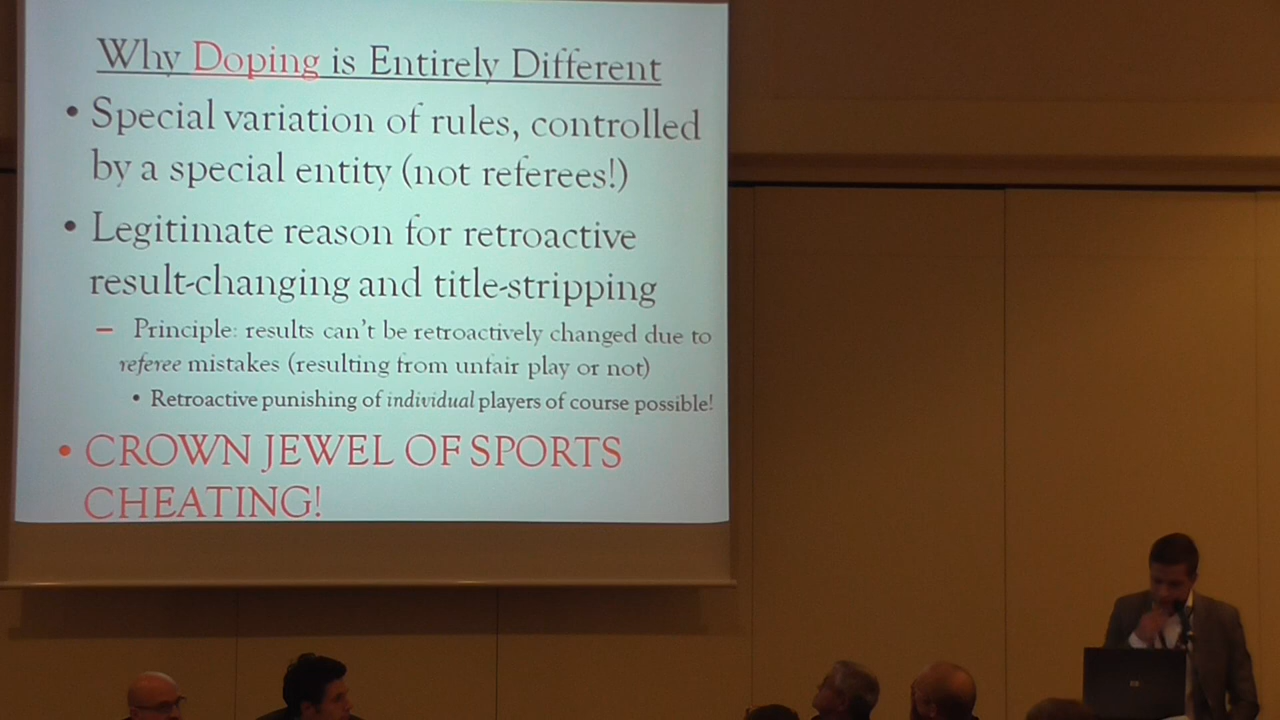 Why Doping is Entirely Different
• Special variation of rules, controlled
by a special entity (not referees!)
• Legitimate reason for retroactive
result-changing and title-stripping
– Principle: results can't be retroactively changed due to
referee mistakes (resulting from unfair play or not)
• Retroactive punishing of individual players of course possible!
• CROWN JEWEL OF SPORTS
CHEATING!